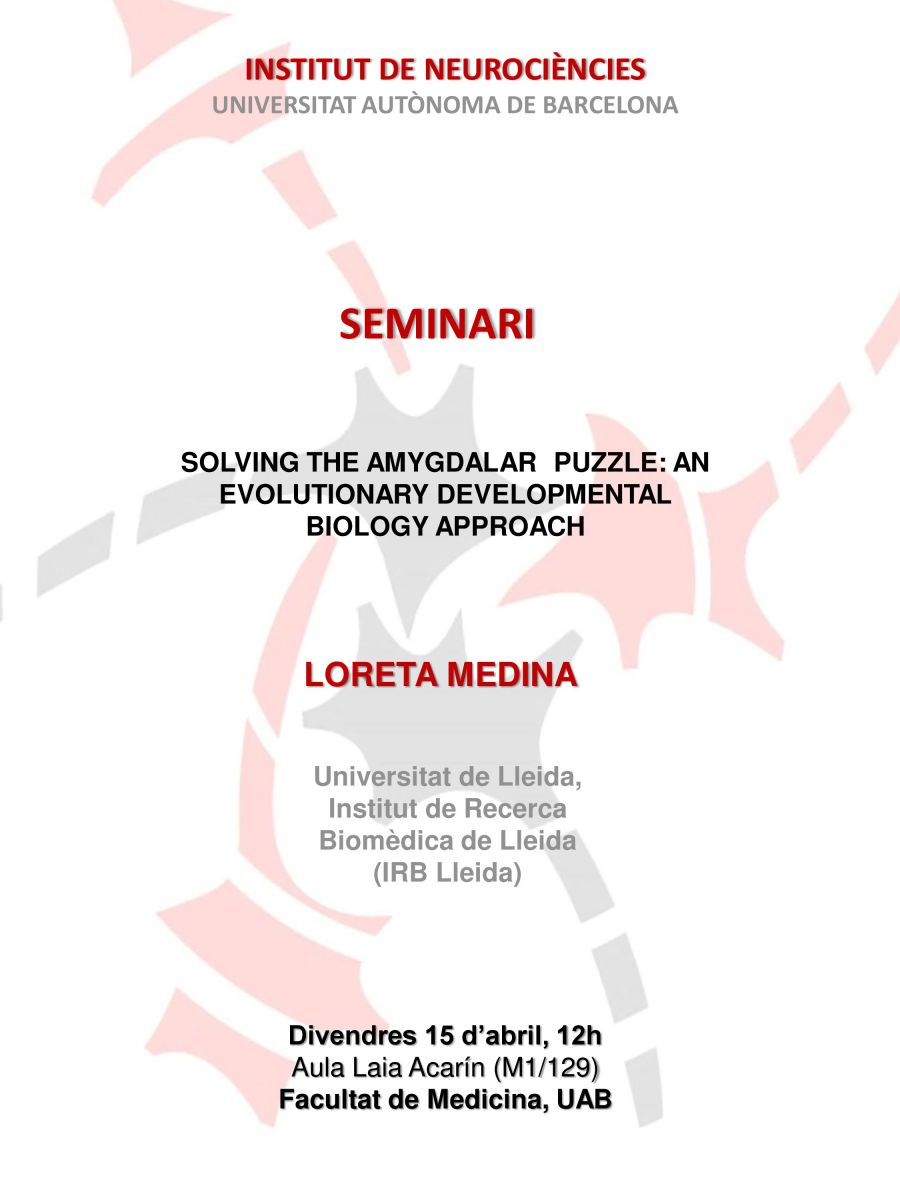 INSTITUT DE NEUROCIÈNCIES
UNIVERSITAT AUTÒNOMA DE BARCELONA
SEMINARI
SOLVING THE AMYGDALAR PUZZLE: AN
EVOLUTIONARY DEVELOPMENTAL
BIOLOGY APPROACH
LORETA MEDINA
Universitat de Lleida,
Institut de Recerca
Biomèdica de Lleida
(IRB Lleida)
Divendres 15 d’abril, 12h
Aula Laia Acarín (M1/129)
Facultat de Medicina, UAB